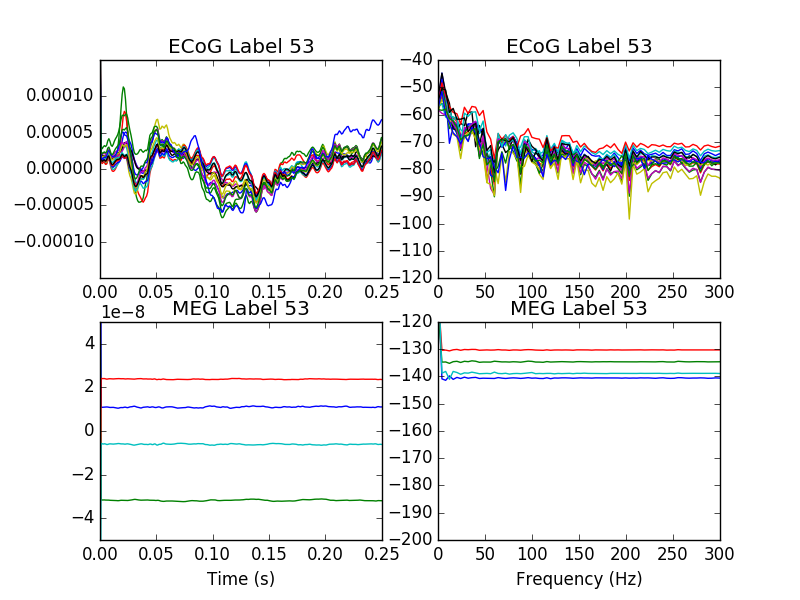 ECoG Label 53
0.00010
0.00005
0.00000
−0.00005
−0.00010
0.00 0.05 0.10 0.15 0.20 0.25
ECoG Label 53
−40
−50
−60
−70
−80
−90
−100
−110
−120
0 50 100 150 200 250 300
MEG Label 53
1e−8
4
2
0
−2
−4
0.00 0.05 0.10 0.15 0.20 0.25
Time (s)
MEG Label 53
−120
−130
−140
−150
−160
−170
−180
−190
−200
0 50 100 150 200 250 300
Frequency (Hz)